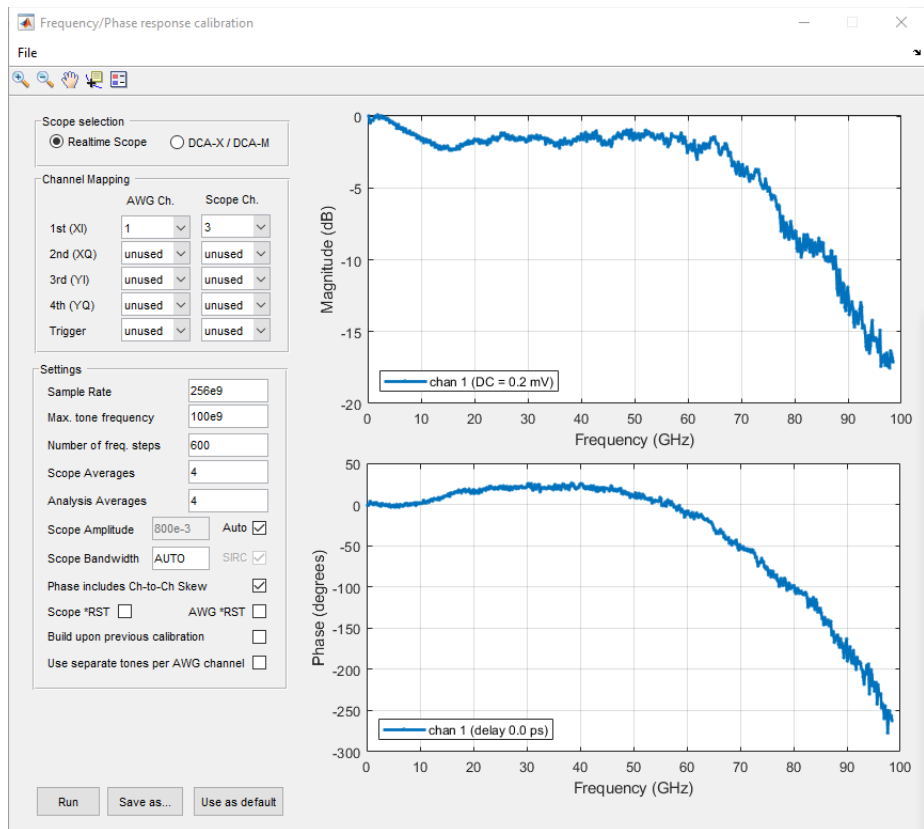 Frequency/Phase response calibration
File
Scope selection
Realtime Scope DCA-X / DCA-M
Channel Mapping
AWG Ch. Scope Ch.
1st (XI) 1 3
2nd (XQ) unused unused
3rd (YI) unused unused
4th (YQ) unused unused
Trigger unused unused
Settings
Sample Rate 256e9
Max. tone frequency 100e9
Number of freq. steps 600
Scope Averages 4
Analysis Averages 4
Scope Amplitude 800e-3 Auto
Scope Bandwidth AUTO SIRC
Phase includes Ch-to-Ch Skew
Scope *RST AWG *RST
Build upon previous calibration
Use separate tones per AWG channel
Run Save as... Use as default
0
-5
-10
-15
-20
Magnitude (dB)
chan 1 (DC = 0.2 mV)
0 10 20 30 40 50 60 70 80 90 100
Frequency (GHz)
50
0
-50
-100
-150
-200
-250
-300
Phase (degrees)
chan 1 (delay 0.0 ps)
0 10 20 30 40 50 60 70 80 90 100
Frequency (GHz)